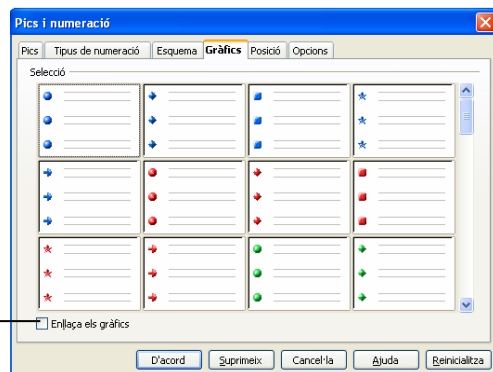 Pics i numeració
Pics Tipus de numeració Esquema Gràfics Posició Opcions
Selecció
Enllaça els gràfics
D'acord Suprimeix Cancel·la Ajuda Reinicialitza